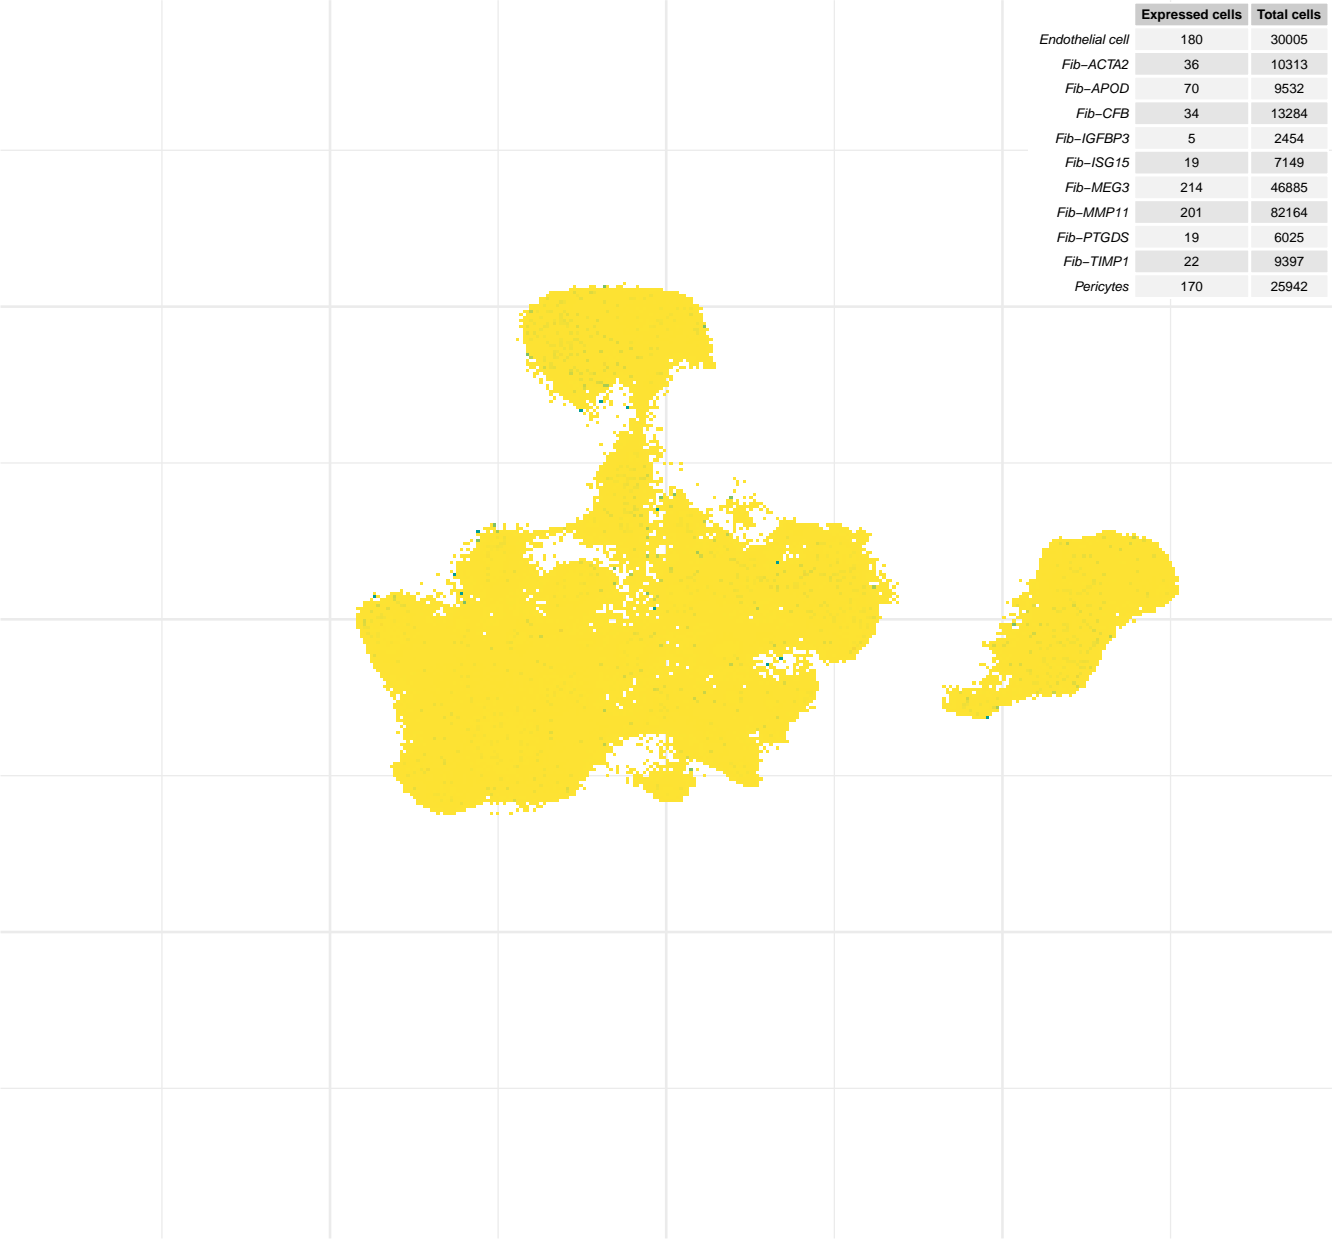 Expressed cells Total cells
Endothelial cell 180 30005
Fib−ACTA2 36 10313
Fib−APOD 70 9532
Fib−CFB 34 13284
Fib−IGFBP3 5 2454
Fib−ISG15 19 7149
Fib−MEG3 214 46885
Fib−MMP11 201 82164
Fib−PTGDS 19 6025
Fib−TIMP1 22 9397
Pericytes 170 25942